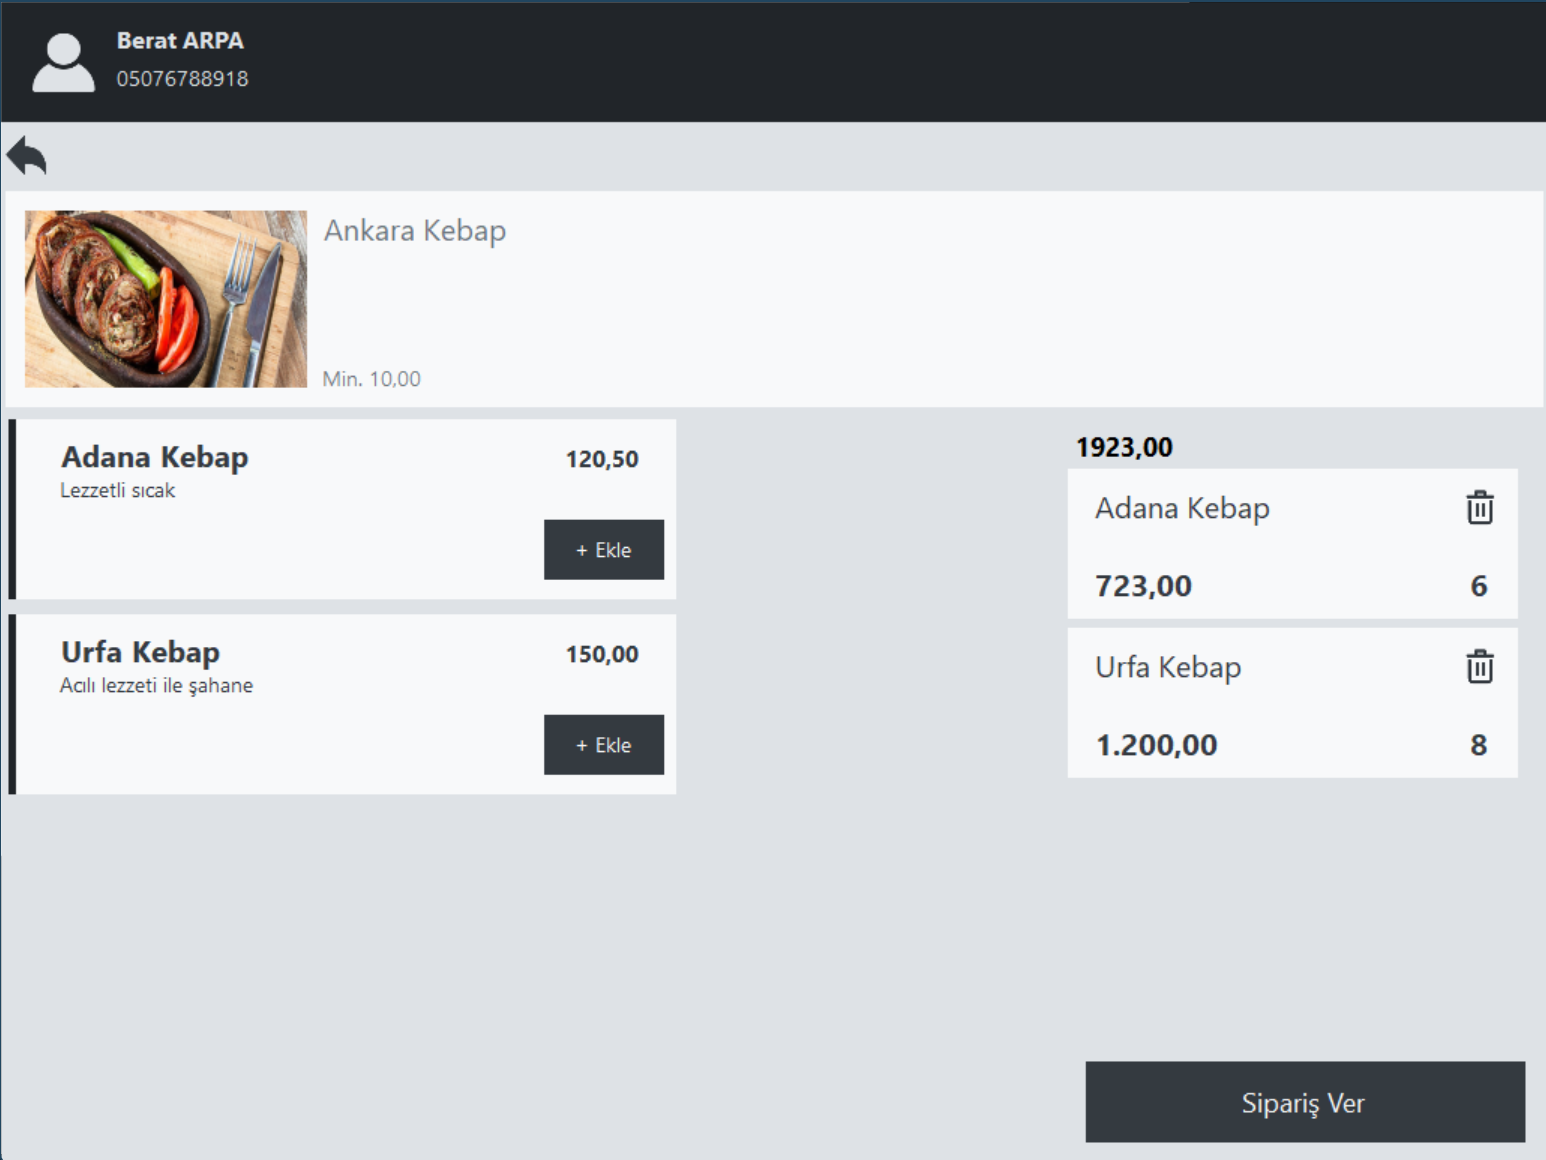 Berat ARPA
05076788918
Ankara Kebap
Min. 10,00
Adana Kebap
120,50
Lezzetli sıcak
+ Ekle
Urfa Kebap
150,00
Acılı lezzeti ile şahane
+ Ekle
1923,00
Adana Kebap
723,00
6
Urfa Kebap
1.200,00
8
Sipariş Ver